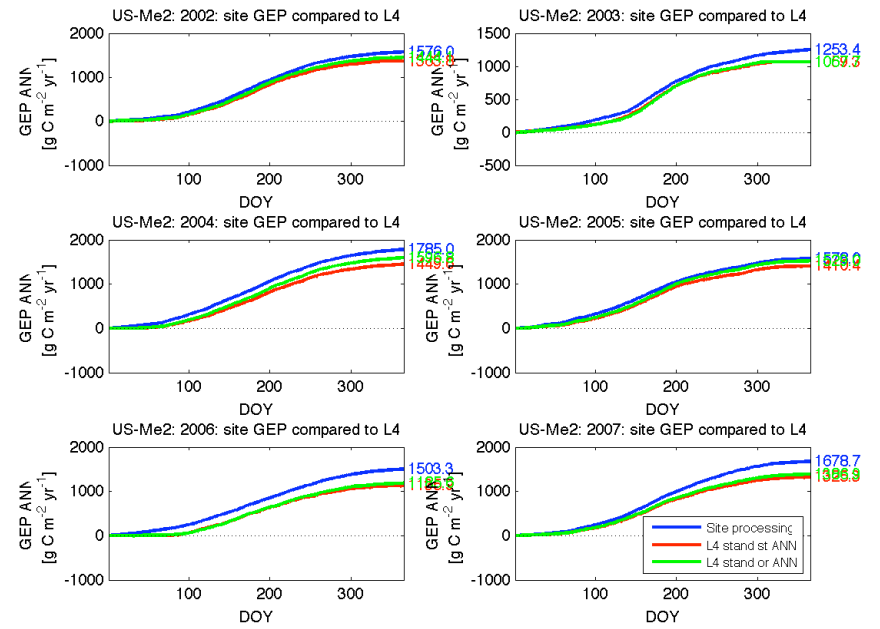 US-Me2: 2002: site GEP compared to L4
2000
1000
0
-1000
GEP ANN
[g C m-2 yr-1]
100
200
300
DOY
1576.0
US-Me2: 2003: site GEP compared to L4
1500
1000
500
0
-500
GEP ANN
[g C m-2 yr-1]
100
200
300
DOY
1253.4
US-Me2: 2004: site GEP compared to L4
2000
1000
0
-1000
GEP ANN
[g C m-2 yr-1]
100
200
300
DOY
1785.0
1449.6
US-Me2: 2005: site GEP compared to L4
2000
1000
0
-1000
GEP ANN
[g C m-2 yr-1]
100
200
300
DOY
1578.0
1410.4
US-Me2: 2006: site GEP compared to L4
2000
1000
0
-1000
GEP ANN
[g C m-2 yr-1]
100
200
300
DOY
1503.3
US-Me2: 2007: site GEP compared to L4
2000
1000
0
-1000
GEP ANN
[g C m-2 yr-1]
100
200
300
DOY
1678.7
Site processing
L4 stand st ANN
L4 stand or ANN